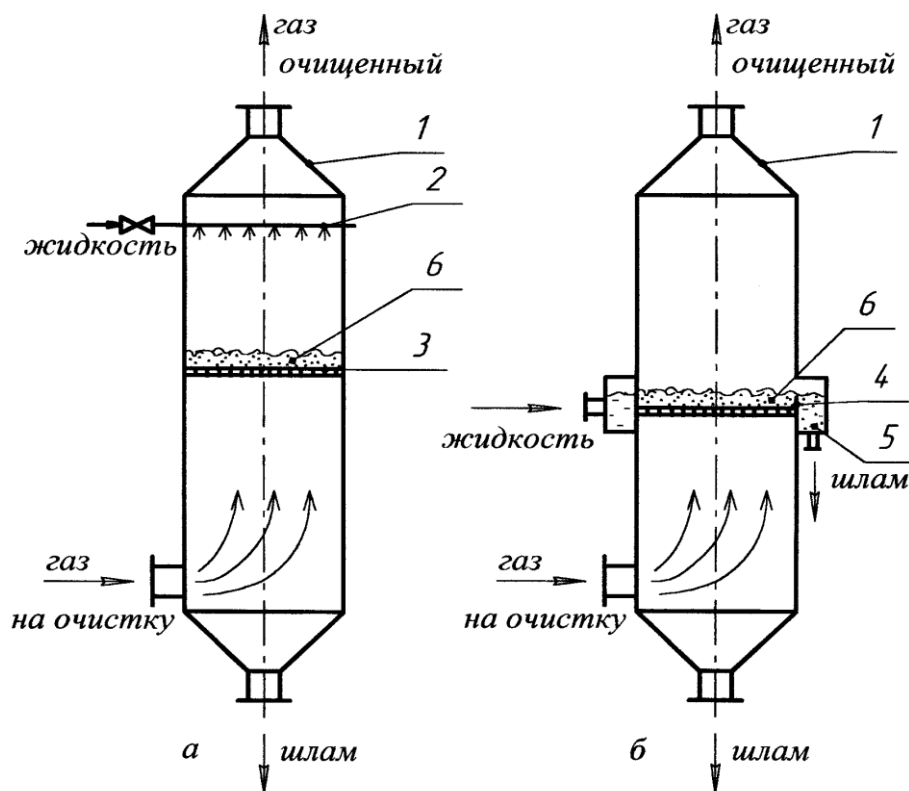 газ
очищенный
1
2
жидкость
6
3
газ
на очистку
а
шлам
газ
очищенный
1
6
4
жидкость
5
шлам
газ
на очистку
б
шлам